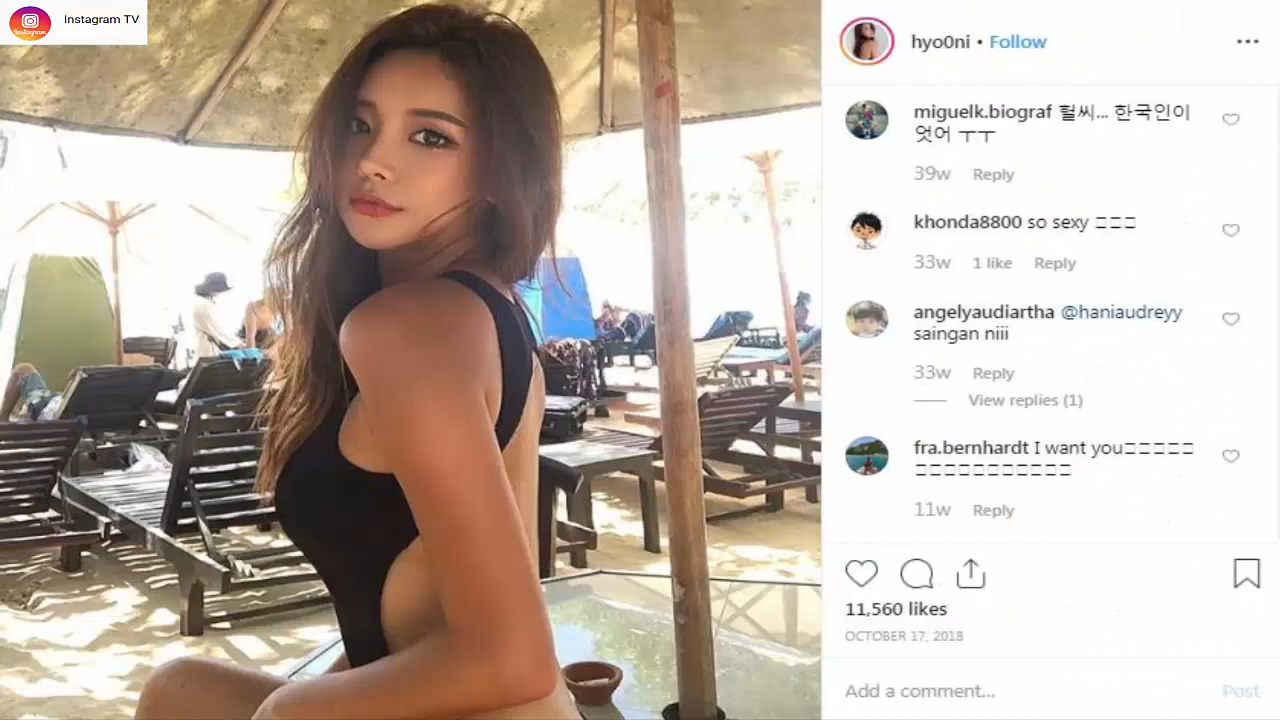 Instagram
Instagram TV
hyo0ni • Follow
miguelk.biograf 헐씨... 한국인이
엇어 ㅜㅜ
39w Reply
khonda8800 so sexy □□□
33w 1 like Reply
angelyaudiartha @haniaudreyy
saingan niii
33w Reply
View replies (1)
fra.bernhardt I want you□□□□□
□□□□□□□□□□□
11w Reply
11,560 likes
OCTOBER 17, 2018
Add a comment...
Post